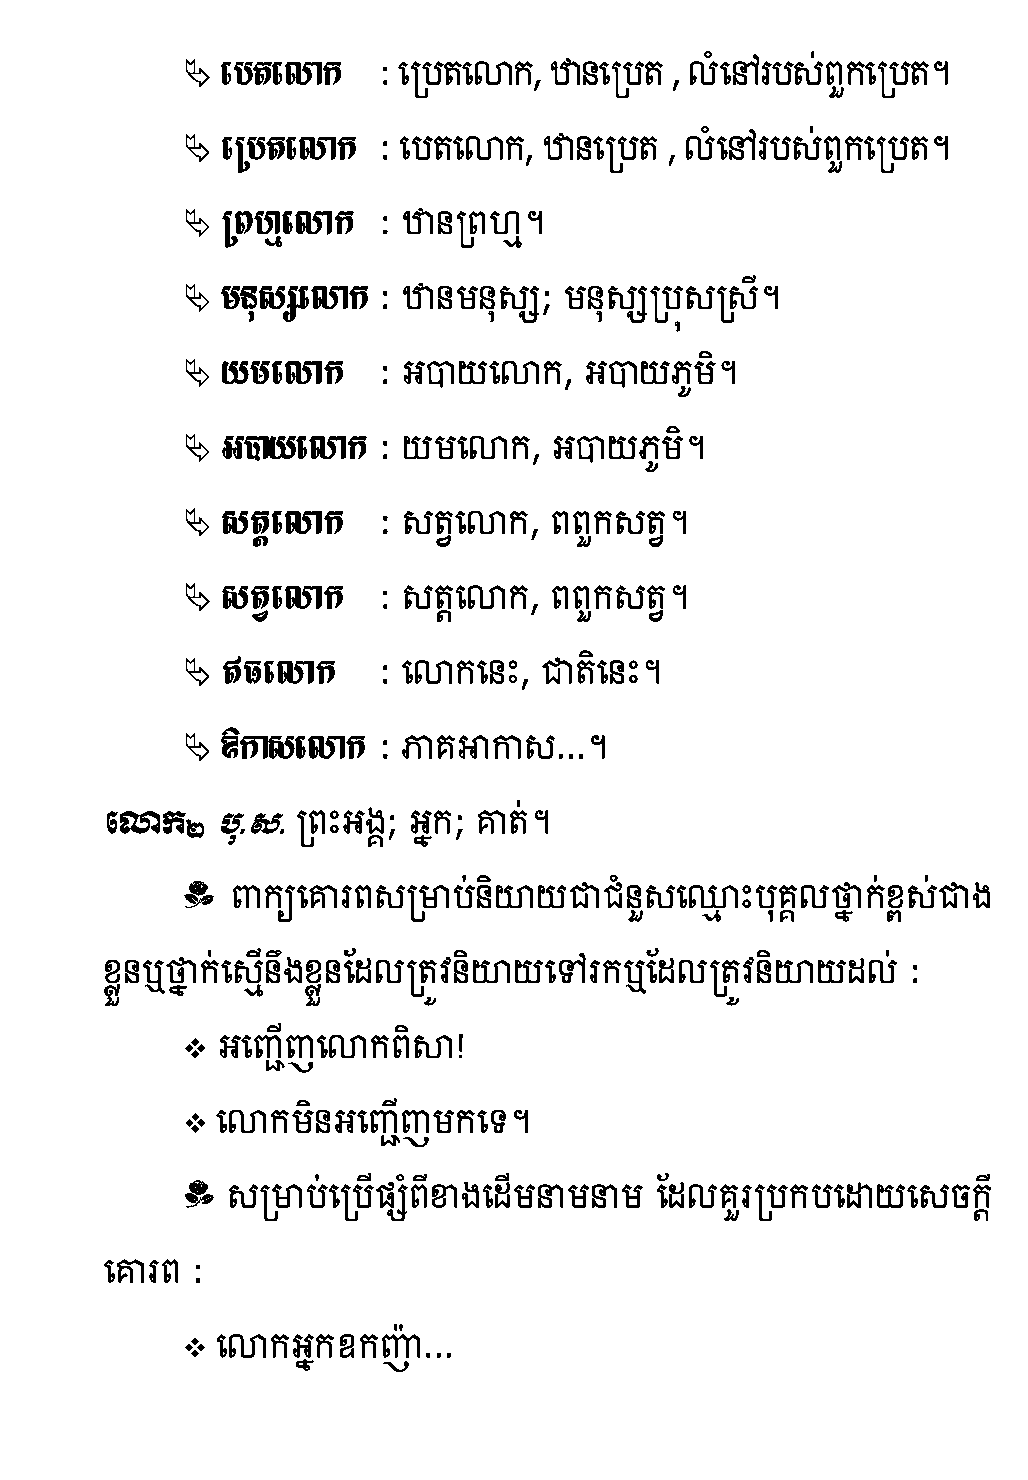 បេតលោក : ប្រេតលោក, ឋានប្រេត , លំនៅរបស់ពួកប្រេត។
ប្រេតលោក : បេតលោក, ឋានប្រេត , លំនៅរបស់ពួកប្រេត។
ព្រហ្មលោក : ឋានព្រហ្ម។
មនុស្សលោក : ឋានមនុស្ស; មនុស្សប្រុសស្រី។
យមលោក : អបាយលោក, អបាយភូមិ។
អបាយលោក : យមលោក, អបាយភូមិ។
សត្តលោក : សត្វលោក, ពពួកសត្វ។
សត្វលោក : សត្តលោក, ពពួកសត្វ។
ឥធលោក : លោកនេះ, ជាតិនេះ។
ឱកាសលោក : ភាគអាកាស...។
លោក២ បុ.ស. ព្រះអង្គ; អ្នក; គាត់។
ពាក្យគោរពសម្រាប់និយាយជាជំនួសឈ្មោះបុគ្គលថ្នាក់ខ្ពស់ជាង
ខ្លួនឬថ្នាក់ស្មើនឹងខ្លួនដែលត្រូវនិយាយទៅរកឬដែលត្រូវនិយាយដល់ :
❖ អញ្ជើញលោកពិសា!
❖ លោកមិនអញ្ជើញមកទេ។
សម្រាប់ប្រើផ្សំពីខាងដើមនាមនាម ដែលគួរប្រកបដោយសេចក្តី
គោរព :
❖ លោកអ្នកឧកញ៉ា...